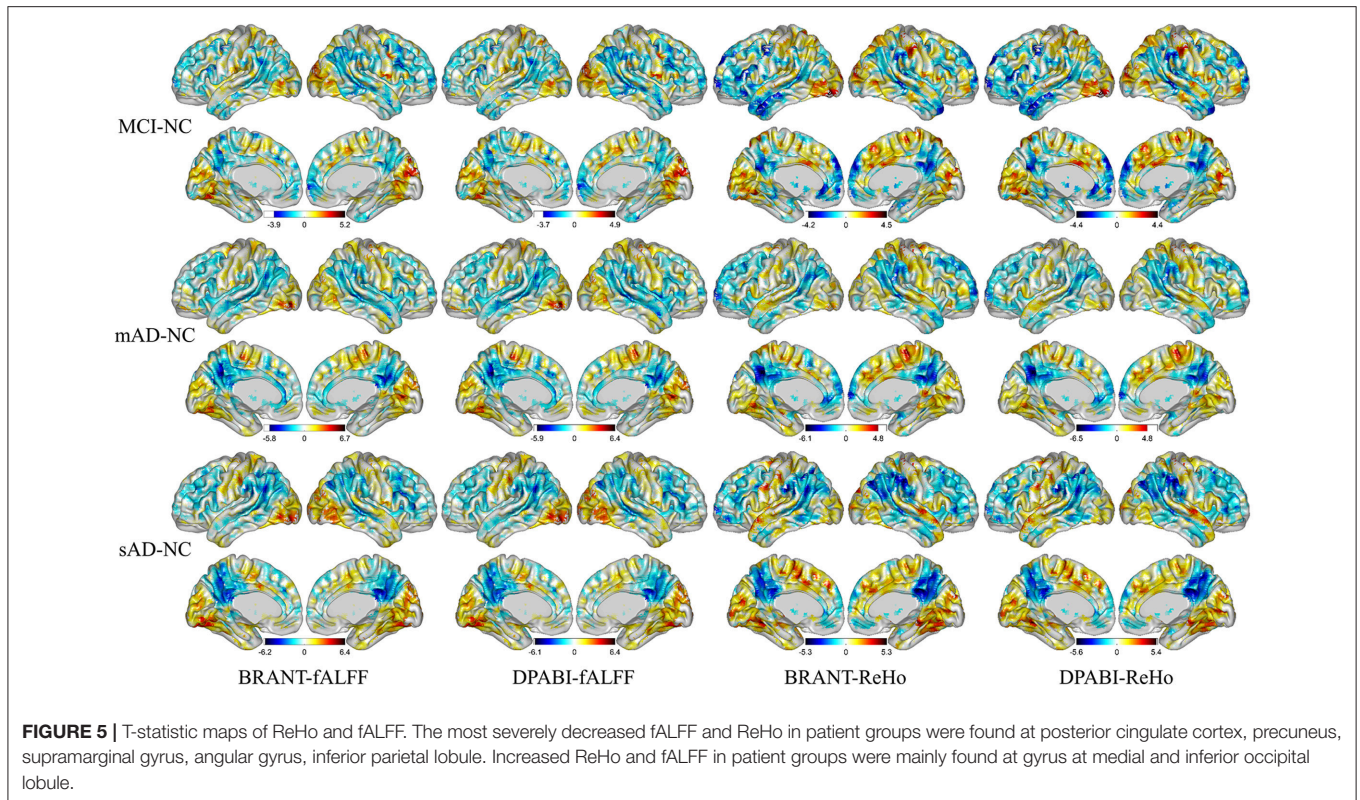 MCI-NC
-3.9 0 5.2
-3.7 0 4.9
-4.2 0 4.5
-4.4 0 4.4
mAD-NC
-5.8 0 6.7
-5.9 0 6.4
-6.1 0 4.8
-6.5 0 4.8
sAD-NC
-6.2 0 6.4
-6.1 0 6.4
-5.3 0 5.3
-5.6 0 5.4
BRANT-fALFF DPABI-fALFF BRANT-ReHo DPABI-ReHo
FIGURE 5 | T-statistic maps of ReHo and fALFF. The most severely decreased fALFF and ReHo in patient groups were found at posterior cingulate cortex, precuneus,
supramarginal gyrus, angular gyrus, inferior parietal lobule. Increased ReHo and fALFF in patient groups were mainly found at gyrus at medial and inferior occipital
lobule.